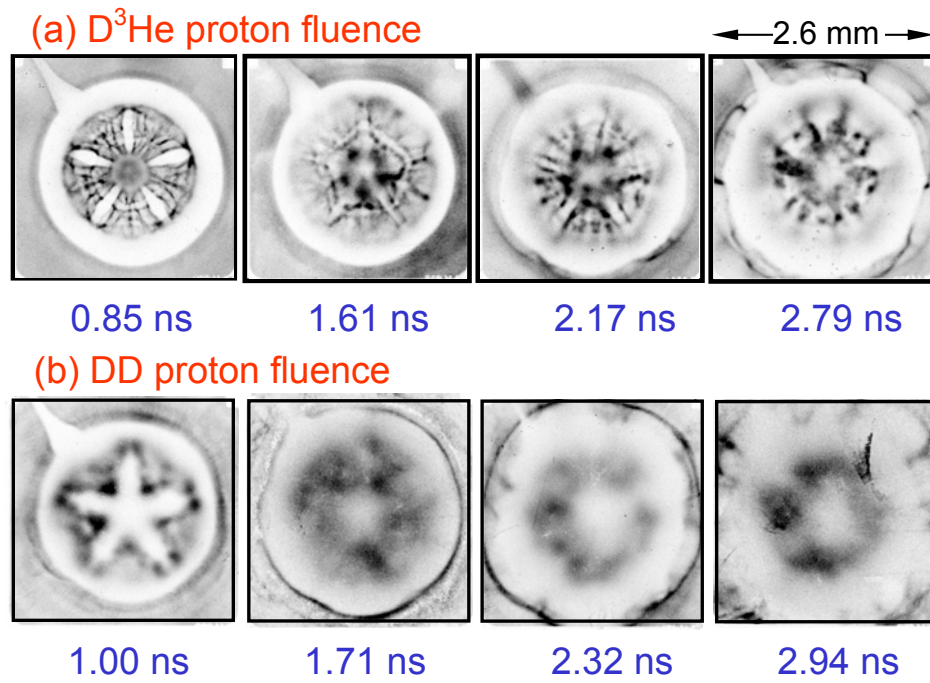 (a) D³He proton fluence
2.6 mm
0.85 ns 1.61 ns 2.17 ns 2.79 ns
(b) DD proton fluence
1.00 ns 1.71 ns 2.32 ns 2.94 ns